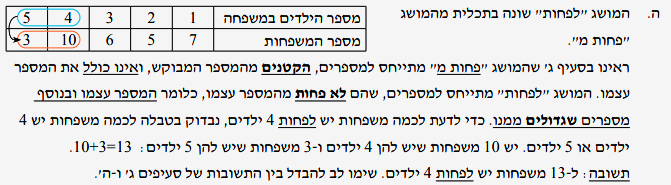 ה. המושג "לפחות" שונה בתכלית מהמושג
"פחות מ".
מספר הילדים במשפחה 1 2 3 4 5
מספר המשפחות 7 5 6 10 3
ראינו בסעיף ג' שהמושג "פחות מ" מתייחס למספרים, הקטנים מהמספר המבוקש, ואינו כולל את המספר
עצמו. המושג "לפחות" מתייחס למספרים, שהם לא פחות מהמספר עצמו, כלומר המספר עצמו ובנוסף
מספרים שגדולים ממנו. כדי לדעת לכמה משפחות יש לפחות 4 ילדים, נבדוק בטבלה לכמה משפחות יש 4
ילדים או 5 ילדים. יש 10 משפחות שיש להן 4 ילדים ו-3 משפחות שיש להן 5 ילדים: 10+3=13.
תשובה: ל-13 משפחות יש לפחות 4 ילדים. שימו לב להבדל בין התשובות של סעיפים ג' ו-ה'.